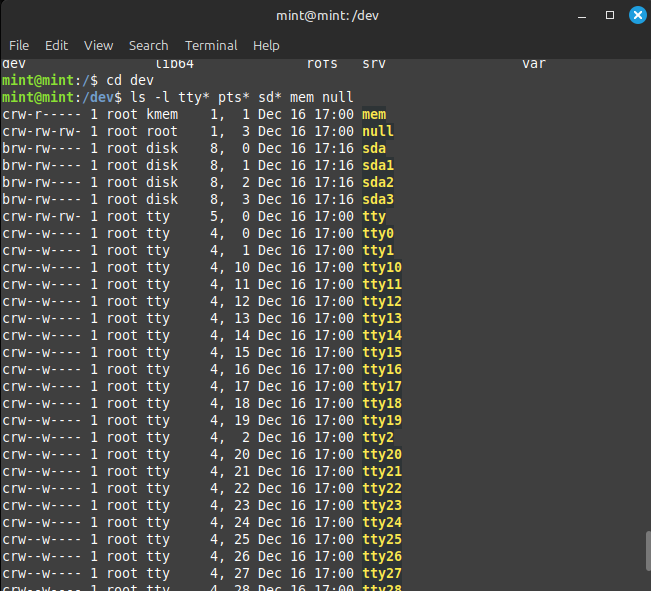 mint@mint: /dev
File Edit View Search Terminal Help
dev lib64 rofs srv var
mint@mint:/$ cd dev
mint@mint:/dev$ ls -l tty* pts* sd* mem null
crw-r----- 1 root kmem 1, 1 Dec 16 17:00 mem
crw-rw-rw- 1 root root 1, 3 Dec 16 17:00 null
brw-rw---- 1 root disk 8, 0 Dec 16 17:16 sda
brw-rw---- 1 root disk 8, 1 Dec 16 17:16 sda1
brw-rw---- 1 root disk 8, 2 Dec 16 17:16 sda2
brw-rw---- 1 root disk 8, 3 Dec 16 17:16 sda3
crw-rw-rw- 1 root tty 5, 0 Dec 16 17:00 tty
crw--w---- 1 root tty 4, 0 Dec 16 17:00 tty0
crw--w---- 1 root tty 4, 1 Dec 16 17:00 tty1
crw--w---- 1 root tty 4, 10 Dec 16 17:00 tty10
crw--w---- 1 root tty 4, 11 Dec 16 17:00 tty11
crw--w---- 1 root tty 4, 12 Dec 16 17:00 tty12
crw--w---- 1 root tty 4, 13 Dec 16 17:00 tty13
crw--w---- 1 root tty 4, 14 Dec 16 17:00 tty14
crw--w---- 1 root tty 4, 15 Dec 16 17:00 tty15
crw--w---- 1 root tty 4, 16 Dec 16 17:00 tty16
crw--w---- 1 root tty 4, 17 Dec 16 17:00 tty17
crw--w---- 1 root tty 4, 18 Dec 16 17:00 tty18
crw--w---- 1 root tty 4, 19 Dec 16 17:00 tty19
crw--w---- 1 root tty 4, 2 Dec 16 17:00 tty2
crw--w---- 1 root tty 4, 20 Dec 16 17:00 tty20
crw--w---- 1 root tty 4, 21 Dec 16 17:00 tty21
crw--w---- 1 root tty 4, 22 Dec 16 17:00 tty22
crw--w---- 1 root tty 4, 23 Dec 16 17:00 tty23
crw--w---- 1 root tty 4, 24 Dec 16 17:00 tty24
crw--w---- 1 root tty 4, 25 Dec 16 17:00 tty25
crw--w---- 1 root tty 4, 26 Dec 16 17:00 tty26
crw--w---- 1 root tty 4, 27 Dec 16 17:00 tty27
crw--w---- 1 root tty 4, 28 Dec 16 17:00 tty28